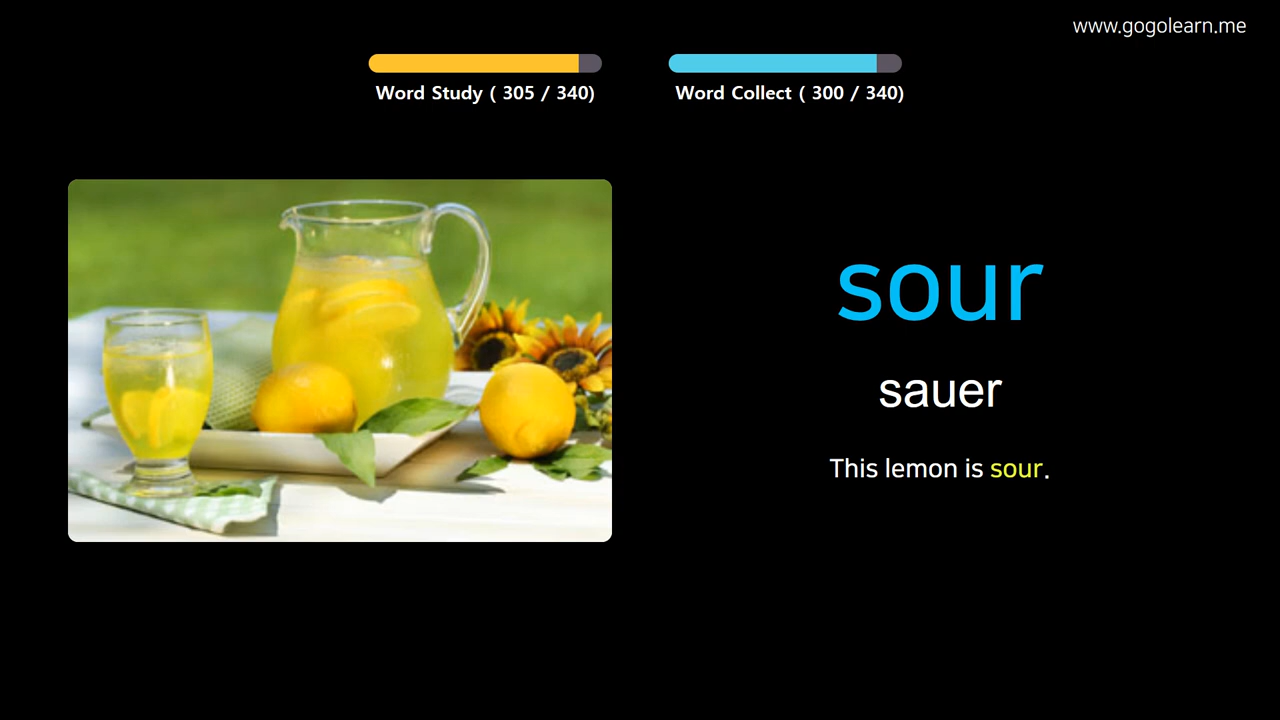 www.gogolearn.me
Word Study ( 305 / 340)
Word Collect ( 300 / 340)
sour
sauer
This lemon is sour.